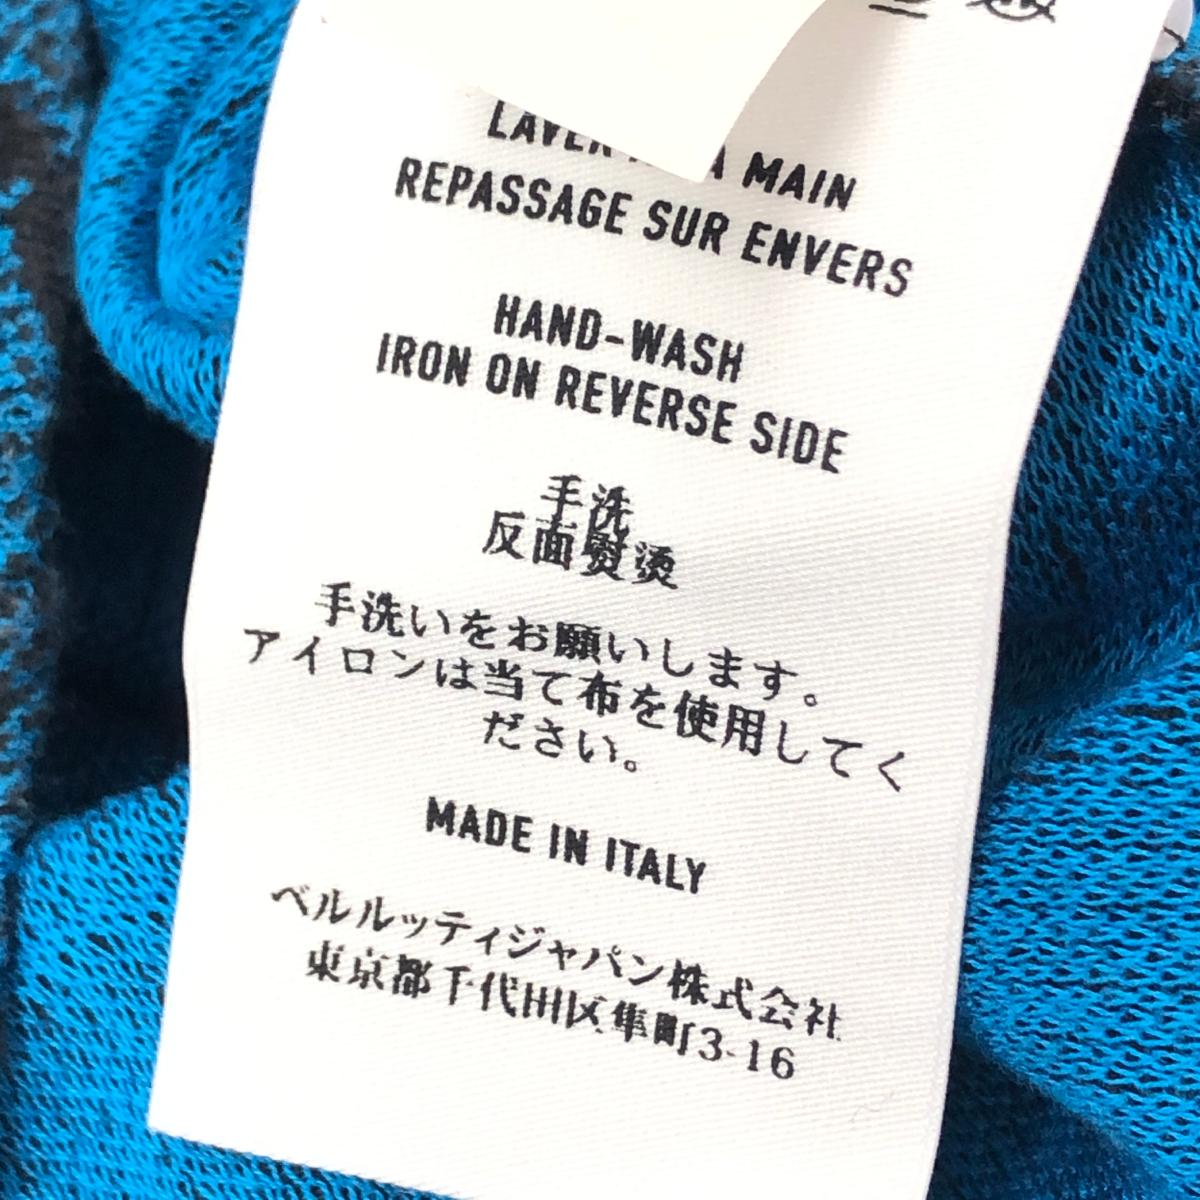 LAVER A LA MAIN
REPASSAGE SUR ENVERS
HAND-WASH
IRON ON REVERSE SIDE
手洗
反面熨烫
手洗いをお願いします。
アイロンは当て布を使用してく
ださい。
MADE IN ITALY
ベルルッティジャパン株式会社
東京都千代田区隼町3-16